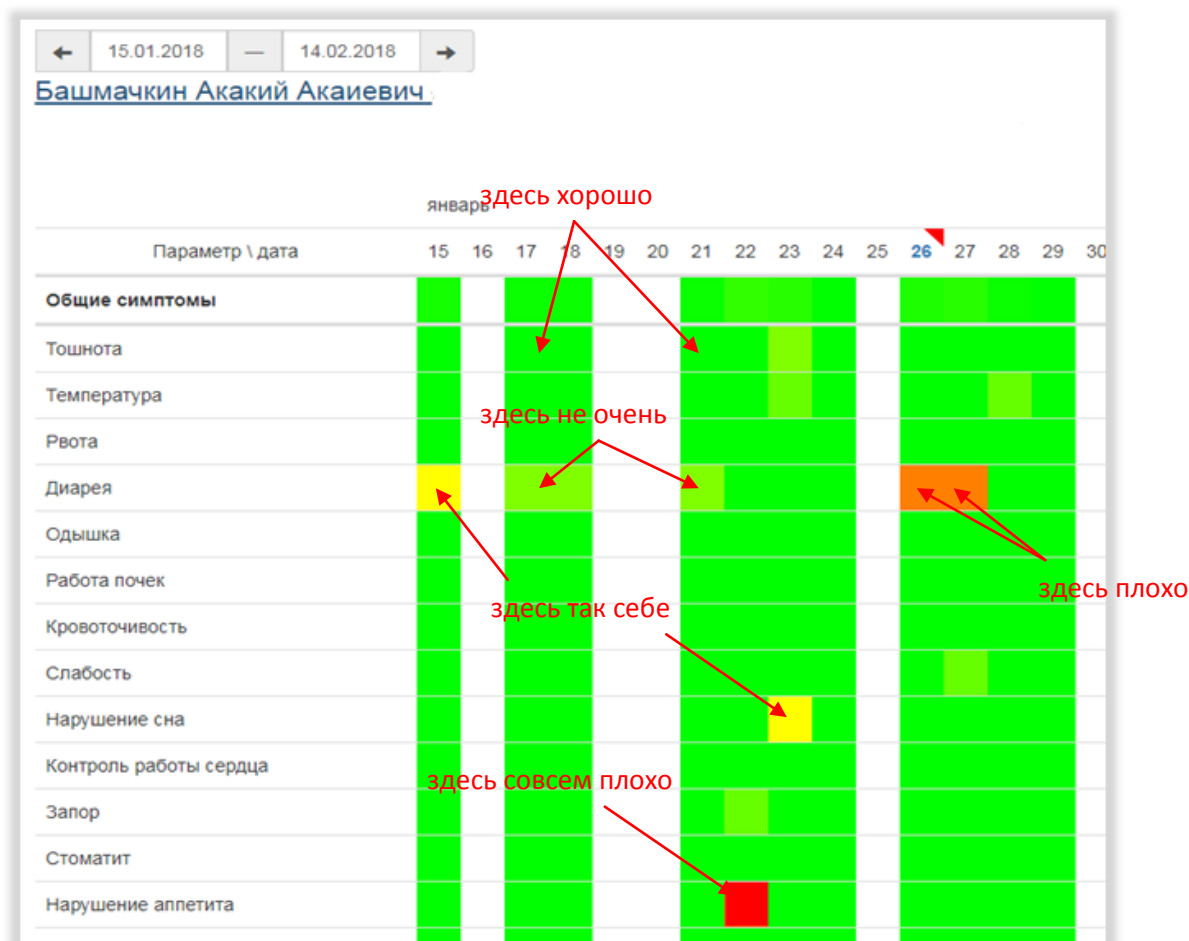 15.01.2018 — 14.02.2018
Башмачкин Акакий Акаиевич
здесь хорошо
январь
Параметр \ дата 15 16 17 18 19 20 21 22 23 24 25 26 27 28 29 30
Общие симптомы
Тошнота
Температура
здесь не очень
Рвота
Диарея
Одышка
Работа почек
здесь плохо
здесь так себе
Кровоточивость
Слабость
Нарушение сна
Контроль работы сердца
здесь совсем плохо
Запор
Стоматит
Нарушение аппетита